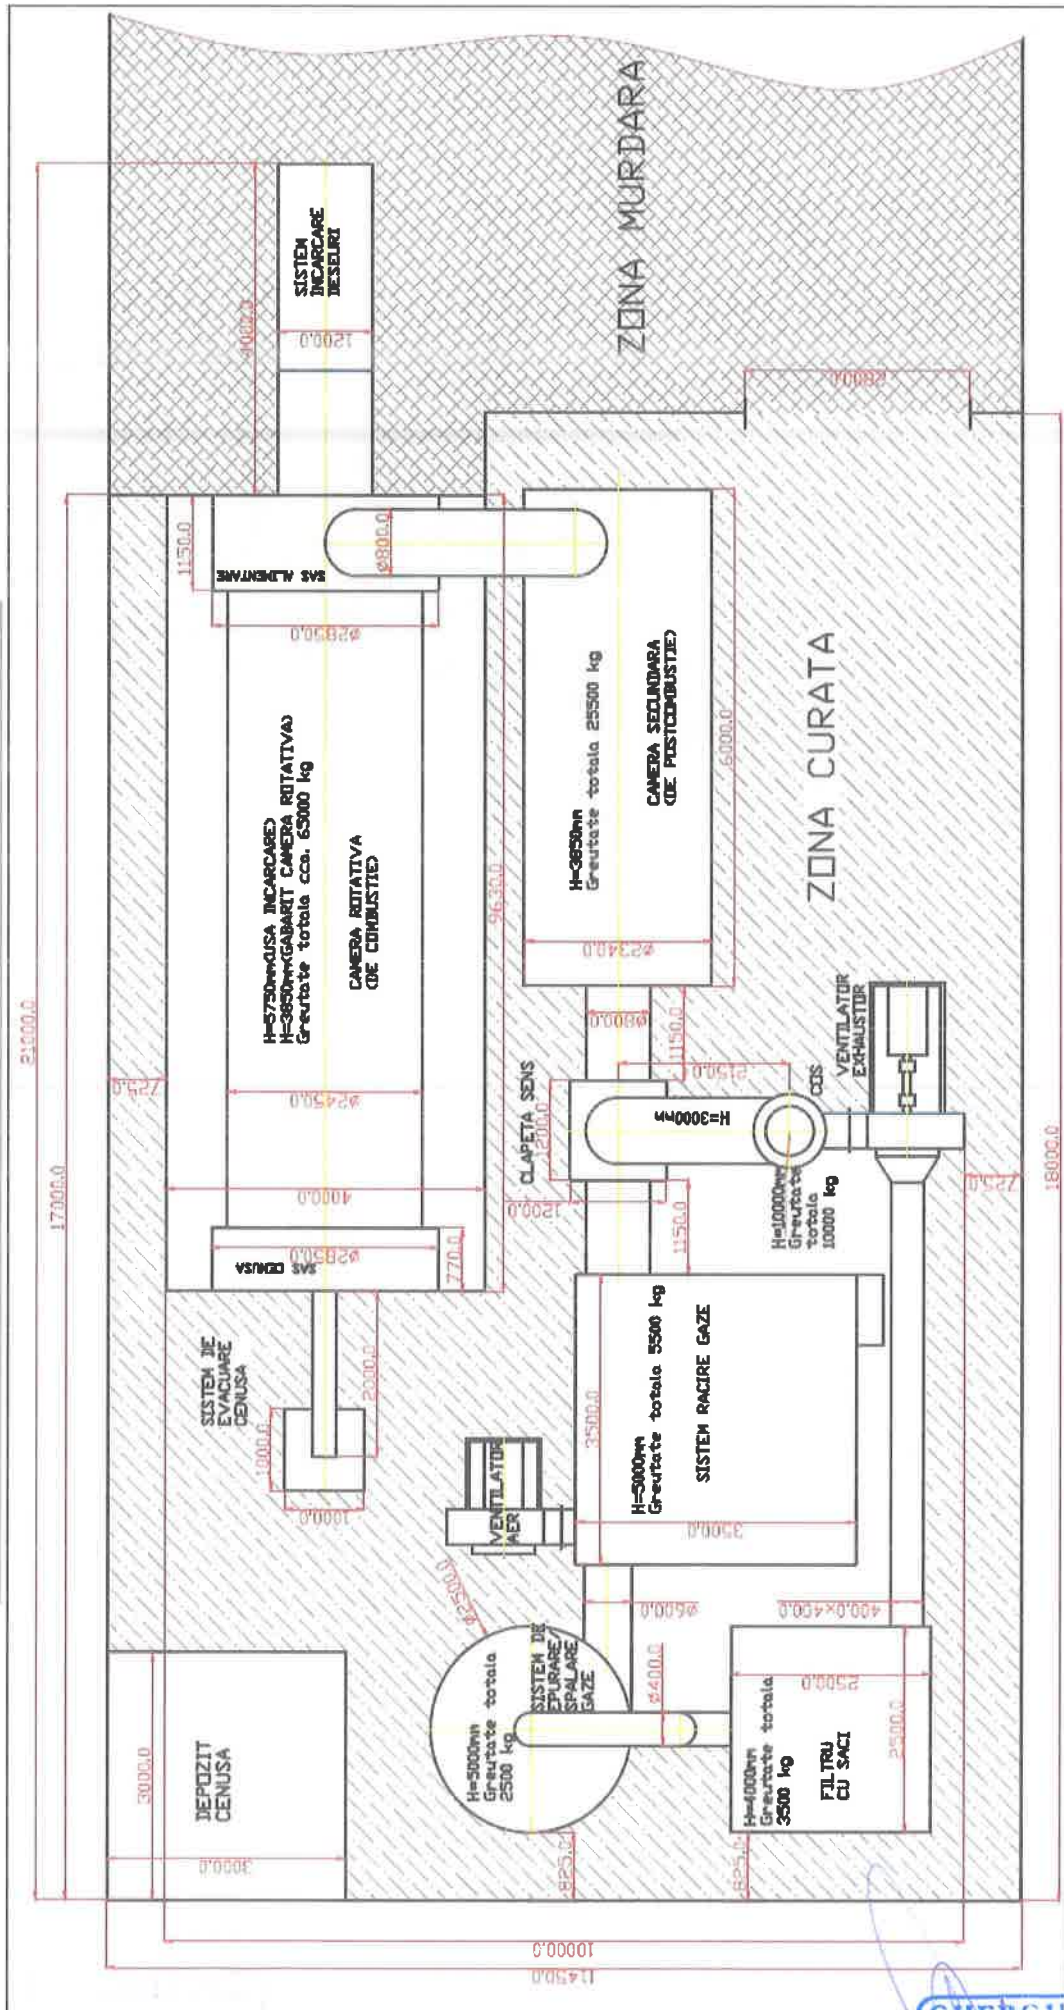 21000.0
17000.0
725.0
4000.0
1150.0
SISTEM
INCARCARE
DESEURI
1200.0
ZONA MURDARA
2800.0
SAS ALIMENTARE
ø2850.0
ø800.0
H=5750mm(USA INCARCARE)
H=3850mm(GABARIT CAMERA ROTATIVA)
Greutate totala cca. 65000 kg
CAMERA ROTATIVA
(DE COMBUSTIE)
ø2450.0
4000.0
9630.0
SAS CENUSA
ø2850.0
770.0
H=3850mm
Greutate totala 25500 kg
CAMERA SECUNDARA
(DE POSTCOMBUSTIE)
ø2340.0
6000.0
ZONA CURATA
ø800.0
1150.0
CLAPETA SENS
1200.0
1200.0
2150.0
H=3000mm
COS
H=10000mm
Greutate
totala
10000 kg
VENTILATOR
EXHAUSTOR
1150.0
725.0
18000.0
SISTEM DE
EVACUARE
CENUSA
2000.0
1000.0
1000.0
3500.0
H=5000mm
Greutate totala 5500 kg
SISTEM RACIRE GAZE
3500.0
VENTILATOR
AER
ø2500.0
ø600.0
400.0x400.0
DEPOZIT
CENUSA
3000.0
3000.0
H=5000mm
Greutate totala
2500 kg
SISTEM DE
EPURARE/
SPALARE
GAZE
ø400.0
825.0
H=4000mm
Greutate totala
3500 kg
FILTRU
CU SACI
2500.0
2500.0
825.0
10000.0
11450.0